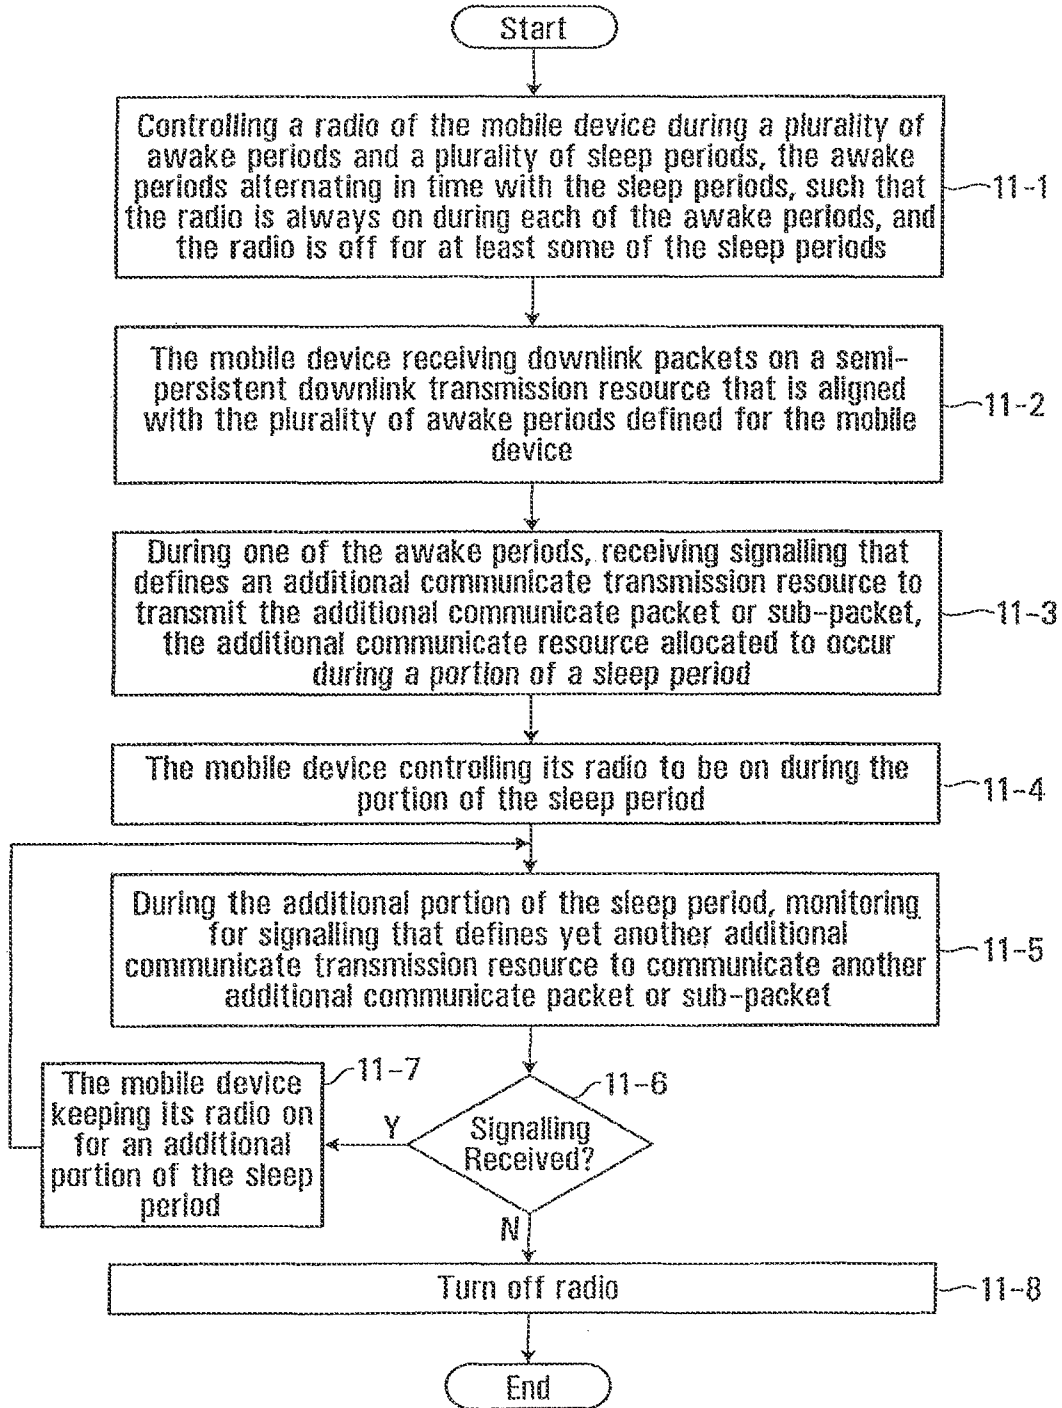 Start
Controlling a radio of the mobile device during a plurality of
awake periods and a plurality of sleep periods, the awake
periods alternating in time with the sleep periods, such that
the radio is always on during each of the awake periods, and
the radio is off for at least some of the sleep periods
11-1
The mobile device receiving downlink packets on a semi-
persistent downlink transmission resource that is aligned
with the plurality of awake periods defined for the mobile
device
11-2
During one of the awake periods, receiving signalling that
defines an additional communicate transmission resource to
transmit the additional communicate packet or sub-packet,
the additional communicate resource allocated to occur
during a portion of a sleep period
11-3
The mobile device controlling its radio to be on during the
portion of the sleep period
11-4
During the additional portion of the sleep period, monitoring
for signalling that defines yet another additional
communicate transmission resource to communicate another
additional communicate packet or sub-packet
11-5
11-6
Signalling
Received?
Y
11-7
The mobile device
keeping its radio on
for an additional
portion of the sleep
period
N
Turn off radio
11-8
End